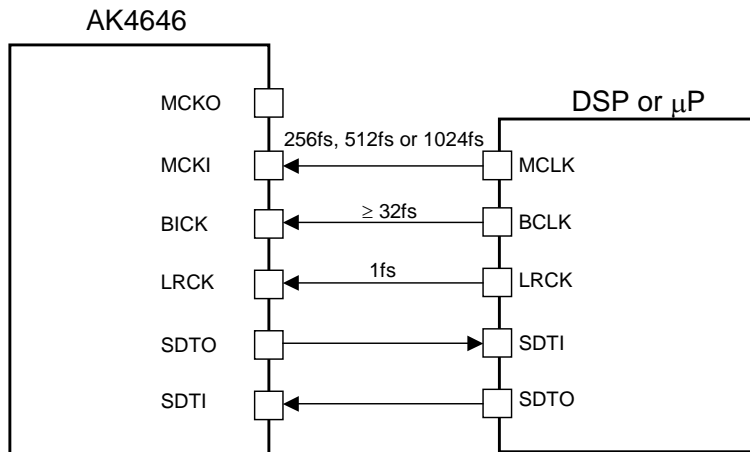 AK4646
DSP or μP
MCKO
256fs, 512fs or 1024fs
MCKI
MCLK
≥ 32fs
BICK
BCLK
1fs
LRCK
LRCK
SDTO
SDTI
SDTI
SDTO